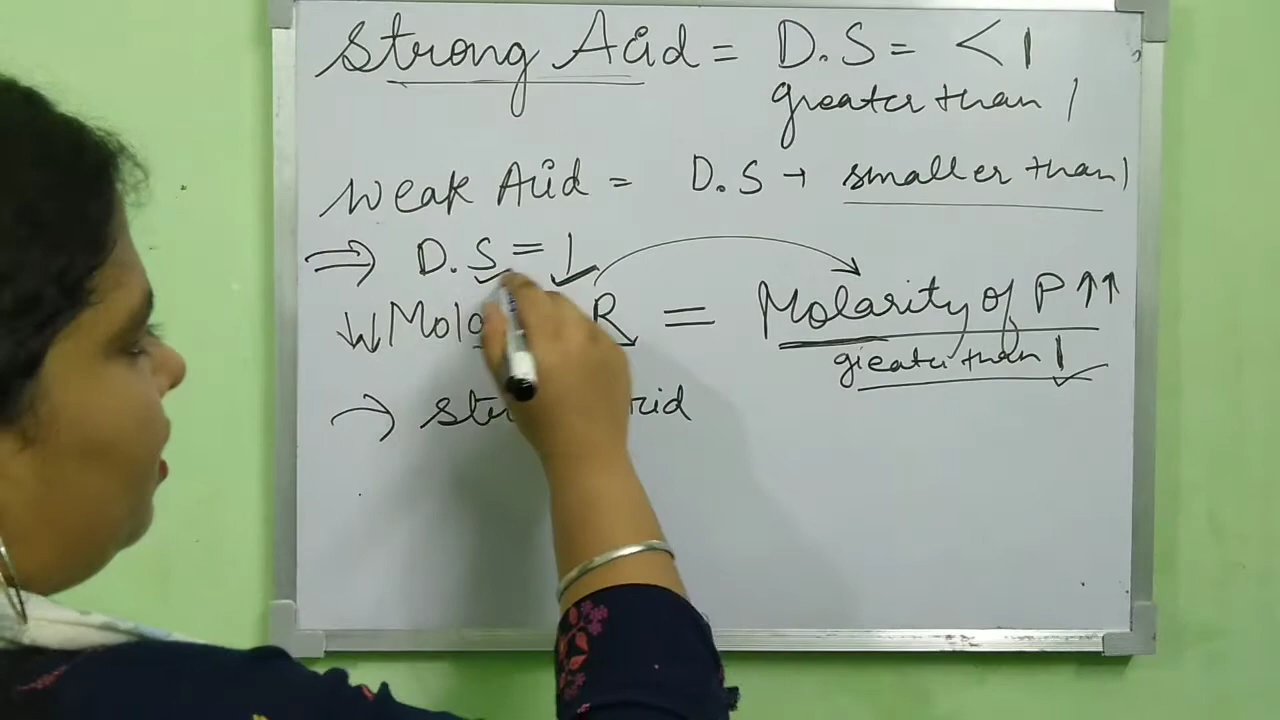 strong Acid = D.S = < 1
greater than 1
Weak Acid = D.S → smaller than 1
⇒ D.S = 1
↓↓ R = Molarity of P ↑↑
greater than 1
→